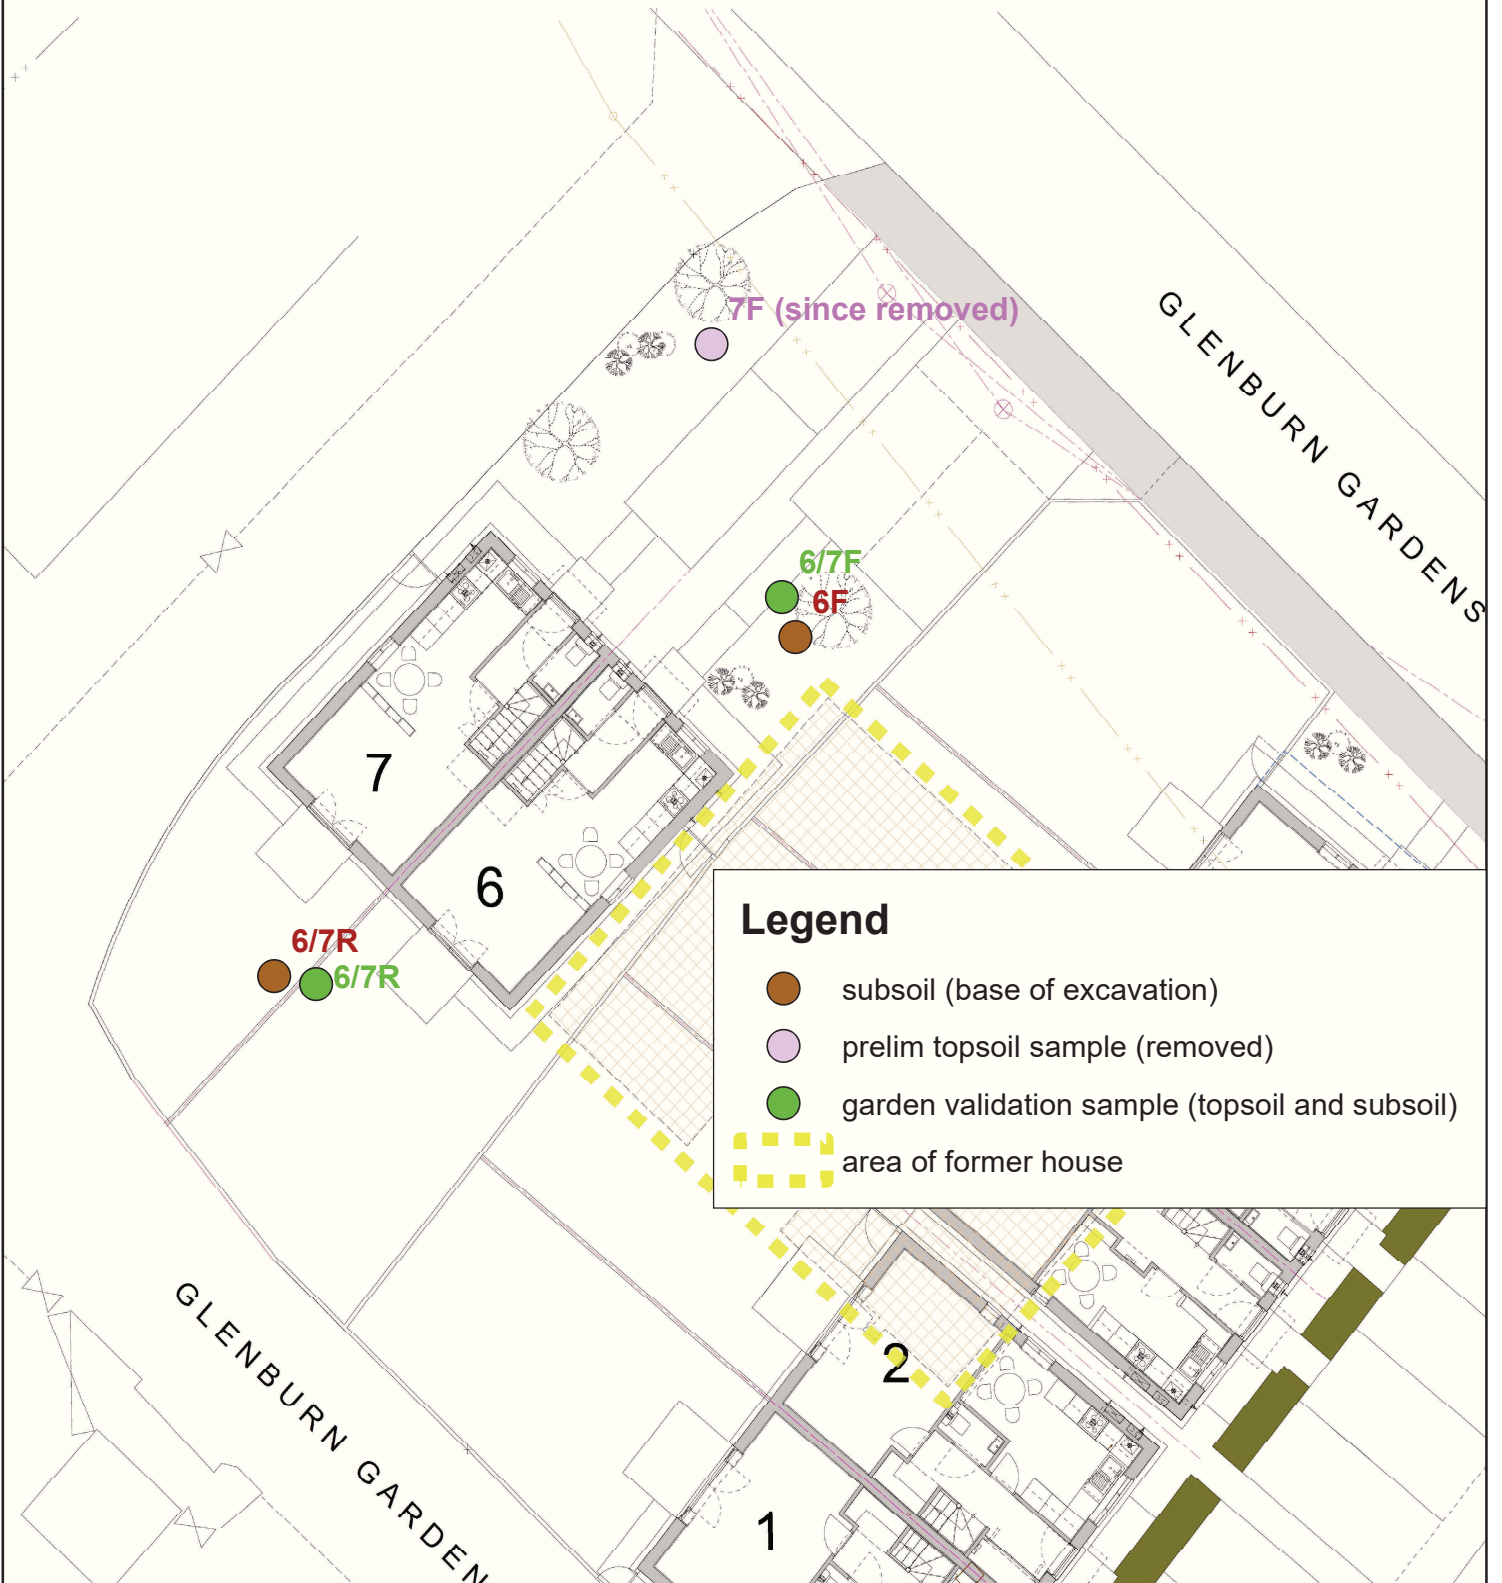 7F (since removed)
GLENBURN GARDENS
6/7F
6F
7
6
6/7R
6/7R
Legend
subsoil (base of excavation)
prelim topsoil sample (removed)
garden validation sample (topsoil and subsoil)
area of former house
GLENBURN GARDEN
2
1